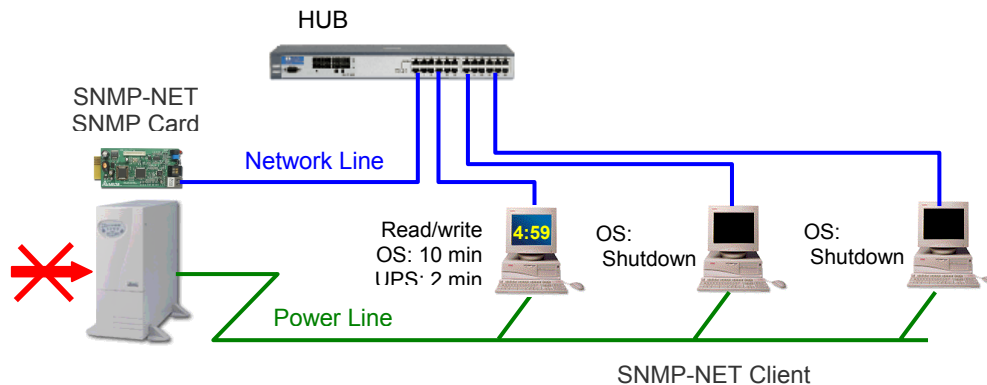 HUB
SNMP-NET
SNMP Card
Network Line
Read/write
OS: 10 min
UPS: 2 min
4:59
OS:
Shutdown
OS:
Shutdown
Power Line
SNMP-NET Client